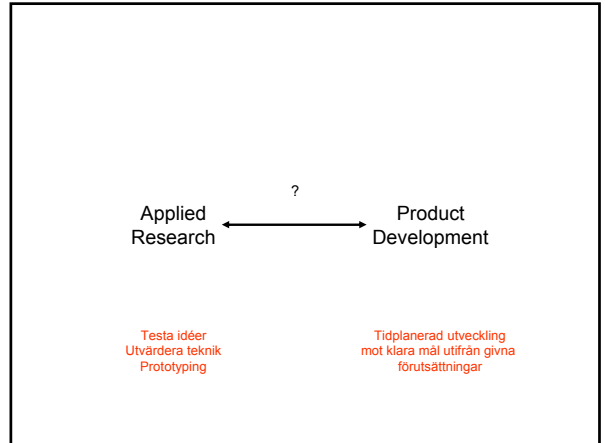 ?
Applied
Research
Product
Development
Testa idéer
Utvärdera teknik
Prototyping
Tidplanerad utveckling
mot klara mål utifrån givna
förutsättningar